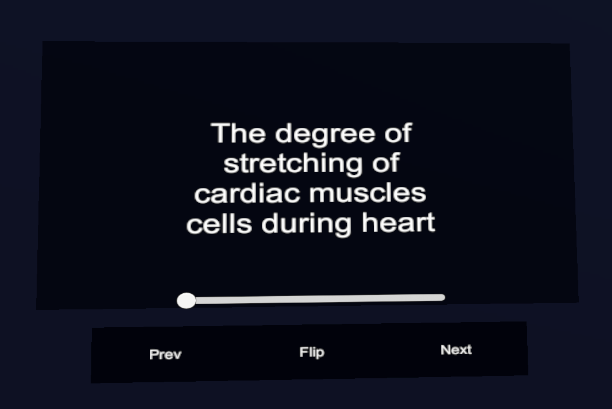 The degree of
stretching of
cardiac muscles
cells during heart
Prev
Flip
Next